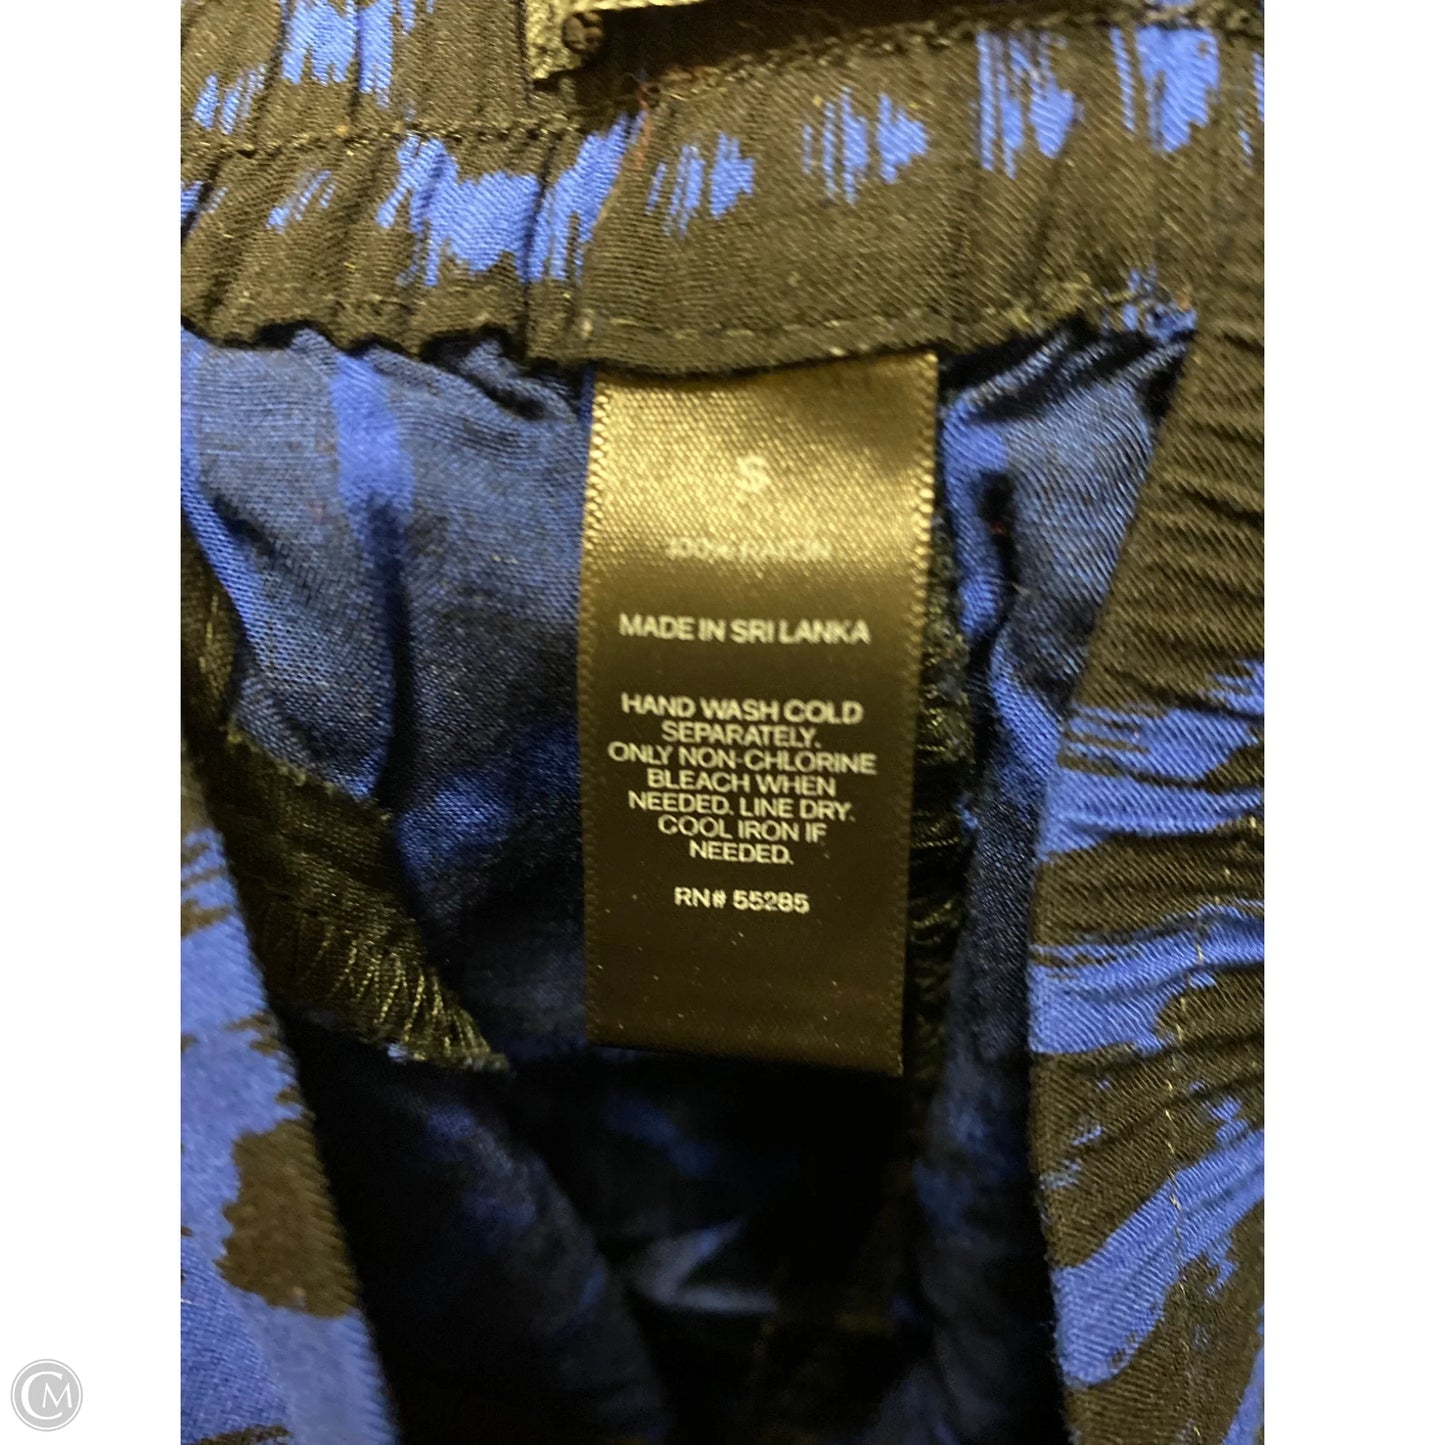 S
100% RAYON
MADE IN SRI LANKA
HAND WASH COLD
SEPARATELY.
ONLY NON-CHLORINE
BLEACH WHEN
NEEDED. LINE DRY.
COOL IRON IF
NEEDED.
RN# 55285
CM